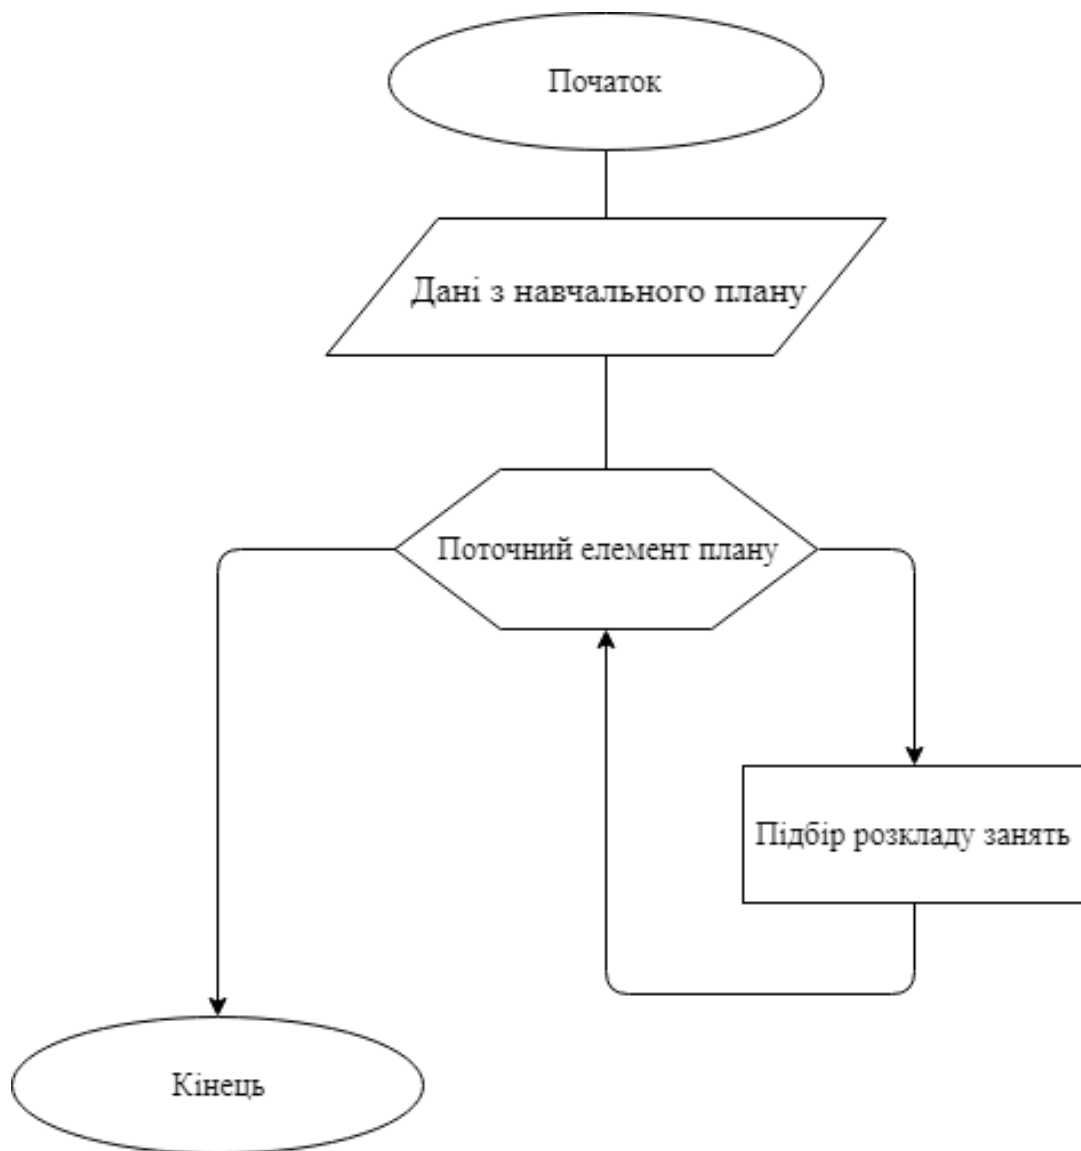 Початок
Дані з навчального плану
Поточний елемент плану
Підбір розкладу занять
Кінець